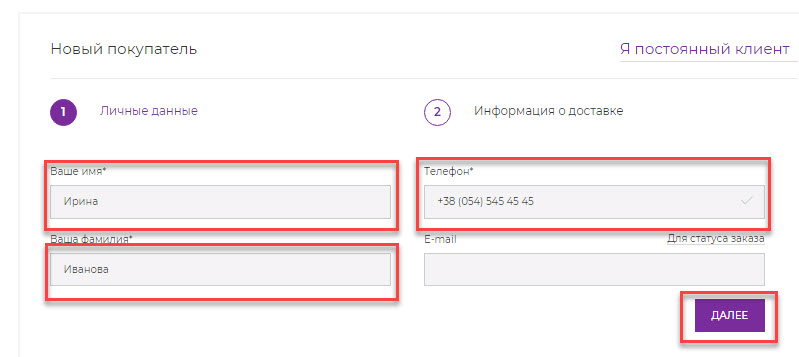 Новый покупатель
Я постоянный клиент
1 Личные данные
2 Информация о доставке
Ваше имя*
Телефон*
Ирина
+38 (054) 545 45 45
Ваша фамилия*
E-mail
Для статуса заказа
Иванова
ДАЛЕЕ